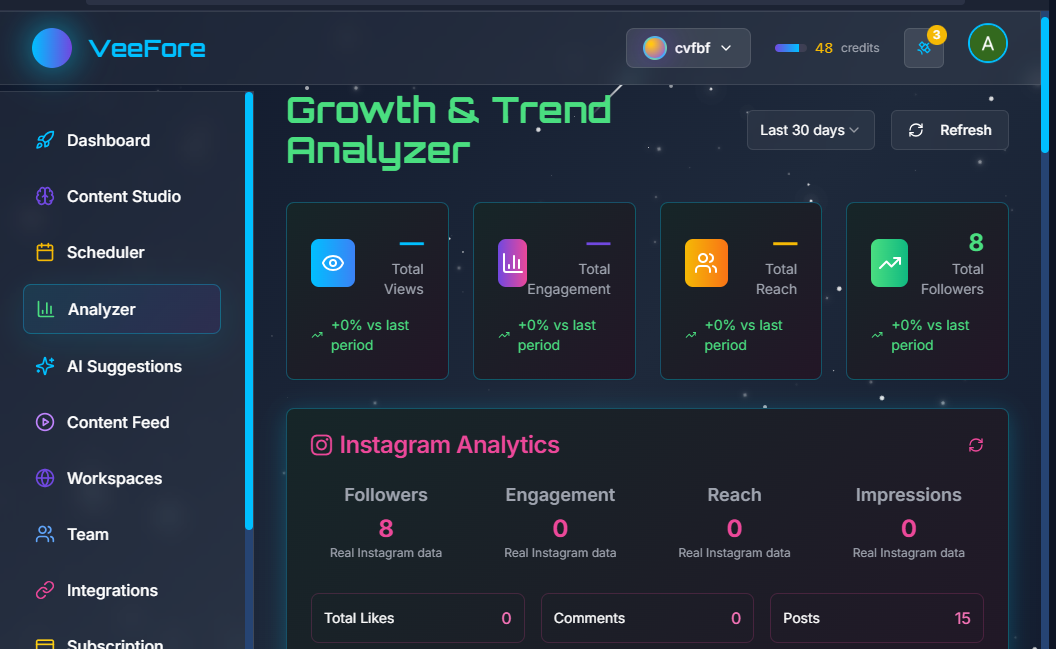 VeeFore
cvfbf
48 credits
3
A
Dashboard
Content Studio
Scheduler
Analyzer
AI Suggestions
Content Feed
Workspaces
Team
Integrations
Subscription
Growth & Trend
Analyzer
Last 30 days
Refresh
Total
Views
+0% vs last
period
Total
Engagement
+0% vs last
period
Total
Reach
+0% vs last
period
8
Total
Followers
+0% vs last
period
Instagram Analytics
Followers
8
Real Instagram data
Engagement
0
Real Instagram data
Reach
0
Real Instagram data
Impressions
0
Real Instagram data
Total Likes 0
Comments 0
Posts 15